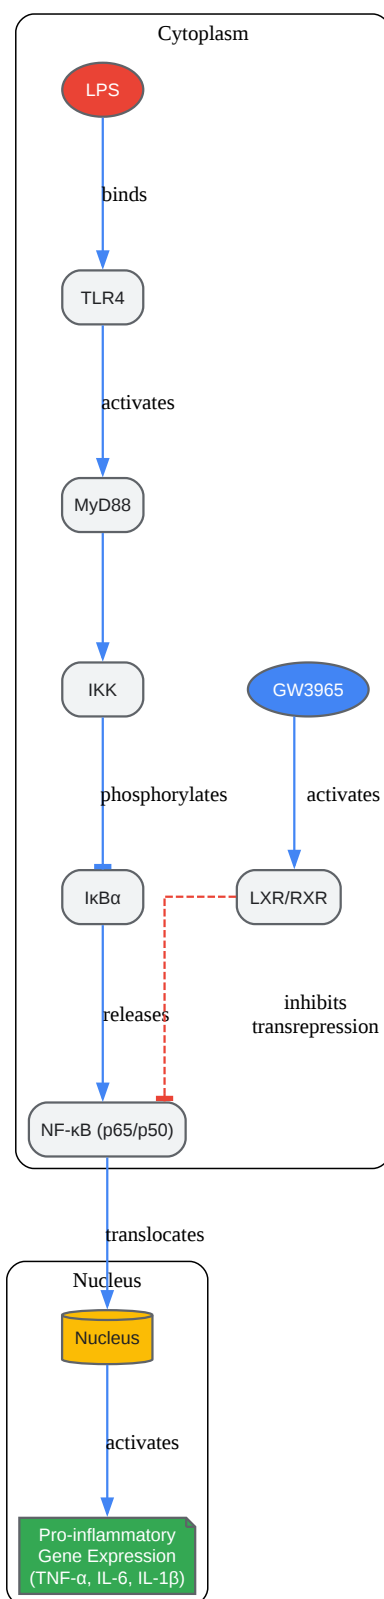 Cytoplasm
LPS
binds
TLR4
activates
MyD88
IKK
GW3965
phosphorylates
activates
IκBα
LXR/RXR
releases
inhibits
transrepression
NF-κB (p65/p50)
translocates
Nucleus
Nucleus
activates
Pro-inflammatory
Gene Expression
(TNF-α, IL-6, IL-1β)